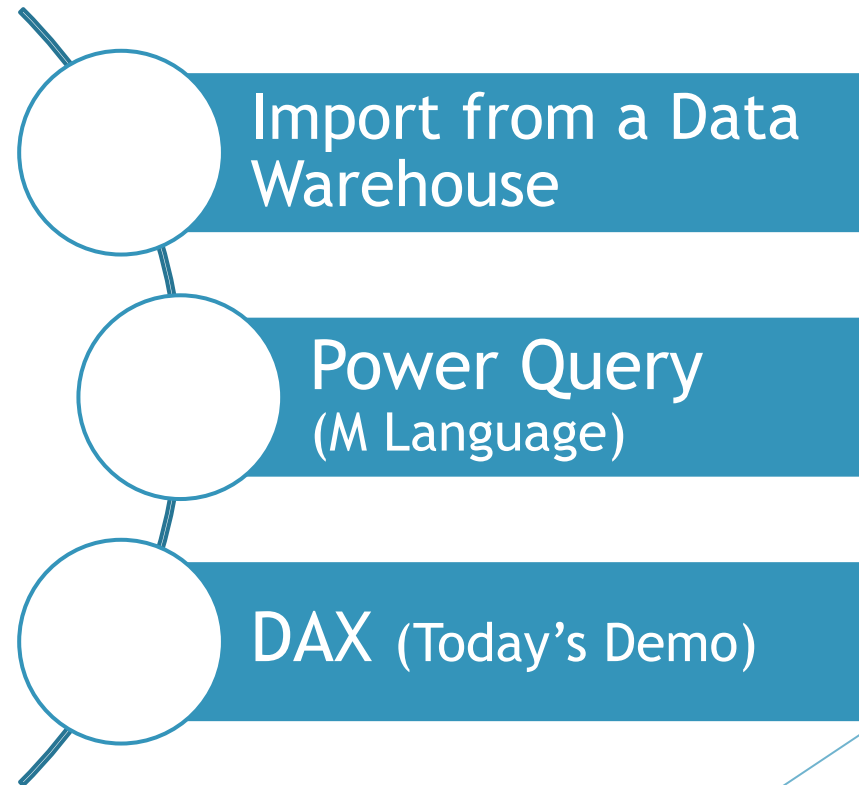 Import from a Data
Warehouse
Power Query
(M Language)
DAX (Today’s Demo)